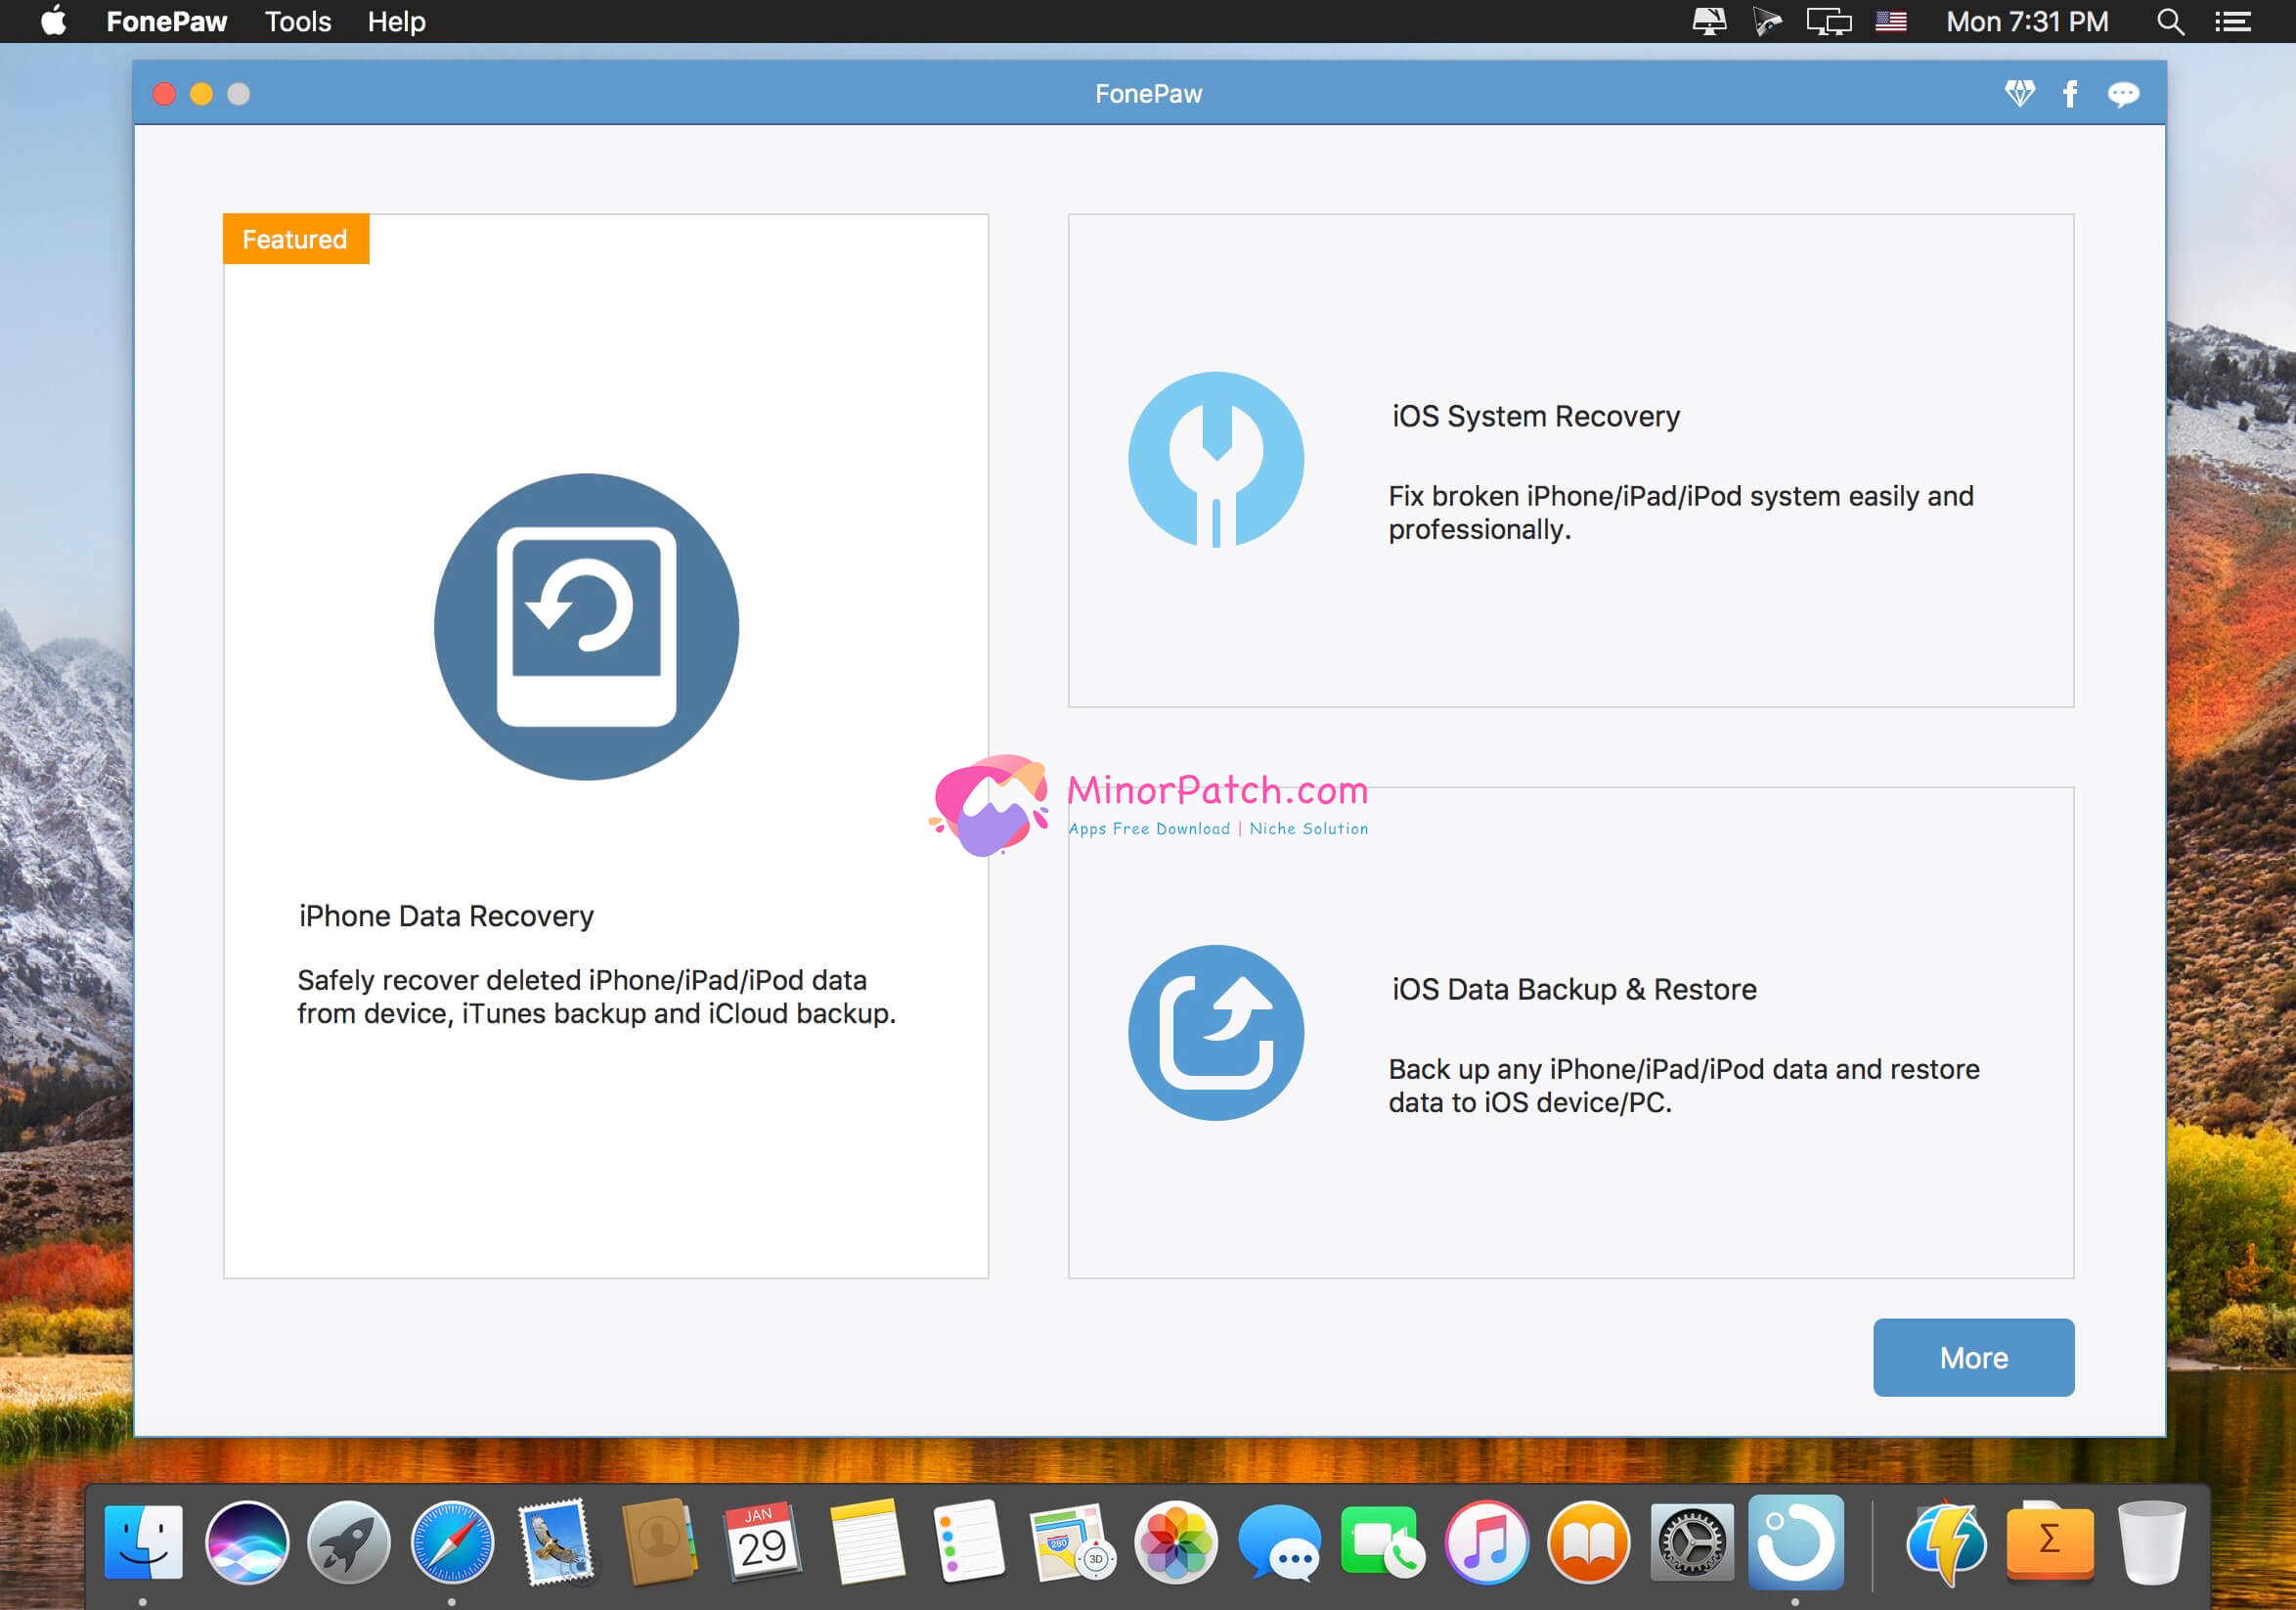 FonePaw Tools Help
Mon 7:31 PM
FonePaw
Featured
iPhone Data Recovery
Safely recover deleted iPhone/iPad/iPod data
from device, iTunes backup and iCloud backup.
iOS System Recovery
Fix broken iPhone/iPad/iPod system easily and
professionally.
MinorPatch.com
Apps Free Download | Niche Solution
iOS Data Backup & Restore
Back up any iPhone/iPad/iPod data and restore
data to iOS device/PC.
More
JAN
29
280
3D
Σ